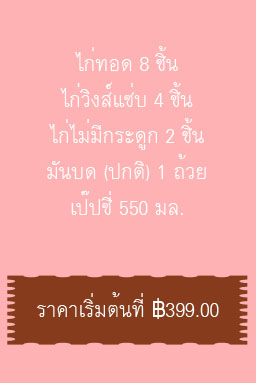 ไก่ทอด 8 ชิ้น
ไก่วิงส์แซ่บ 4 ชิ้น
ไก่ไม่มีกระดูก 2 ชิ้น
มันบด (ปกติ) 1 ถ้วย
เป๊ปซี่ 550 มล.
ราคาเริ่มต้นที่ ฿399.00